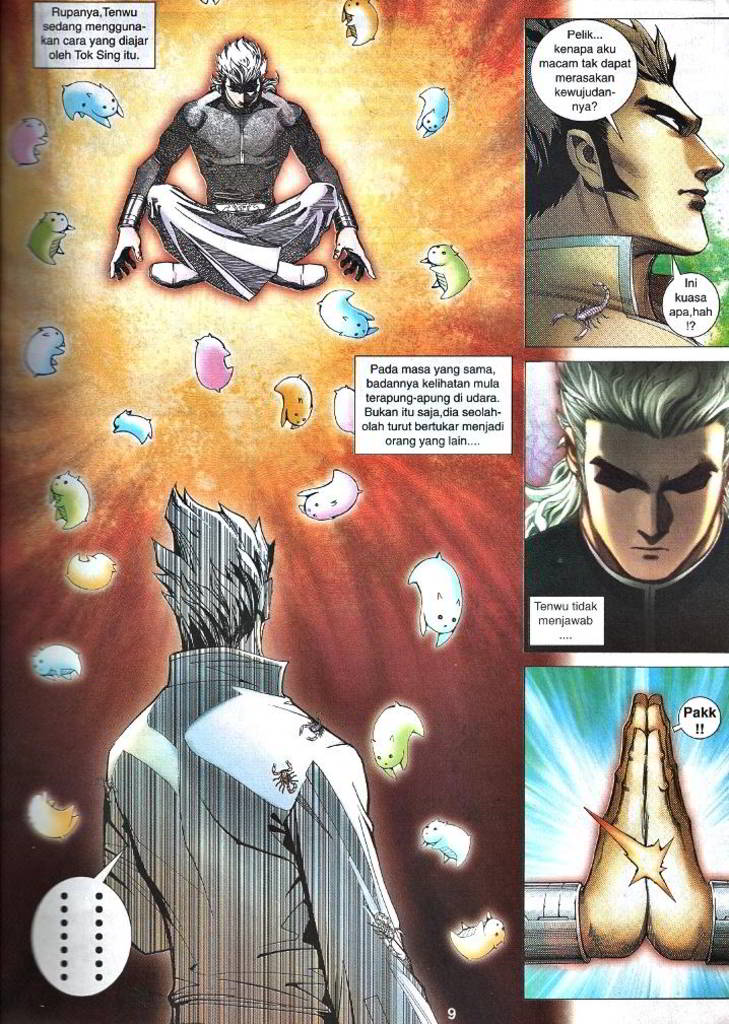 Rupanya,Tenwu
sedang mengguna-
kan cara yang diajar
oleh Tok Sing itu.
Pelik...
kenapa aku
macam tak dapat
merasakan
kewujudan-
nya?
Ini
kuasa
apa,hah
!?
Pada masa yang sama,
badannya kelihatan mula
terapung-apung di udara.
Bukan itu saja,dia seolah-
olah turut bertukar menjadi
orang yang lain....
Tenwu tidak
menjawab
....
Pakk
!!
9